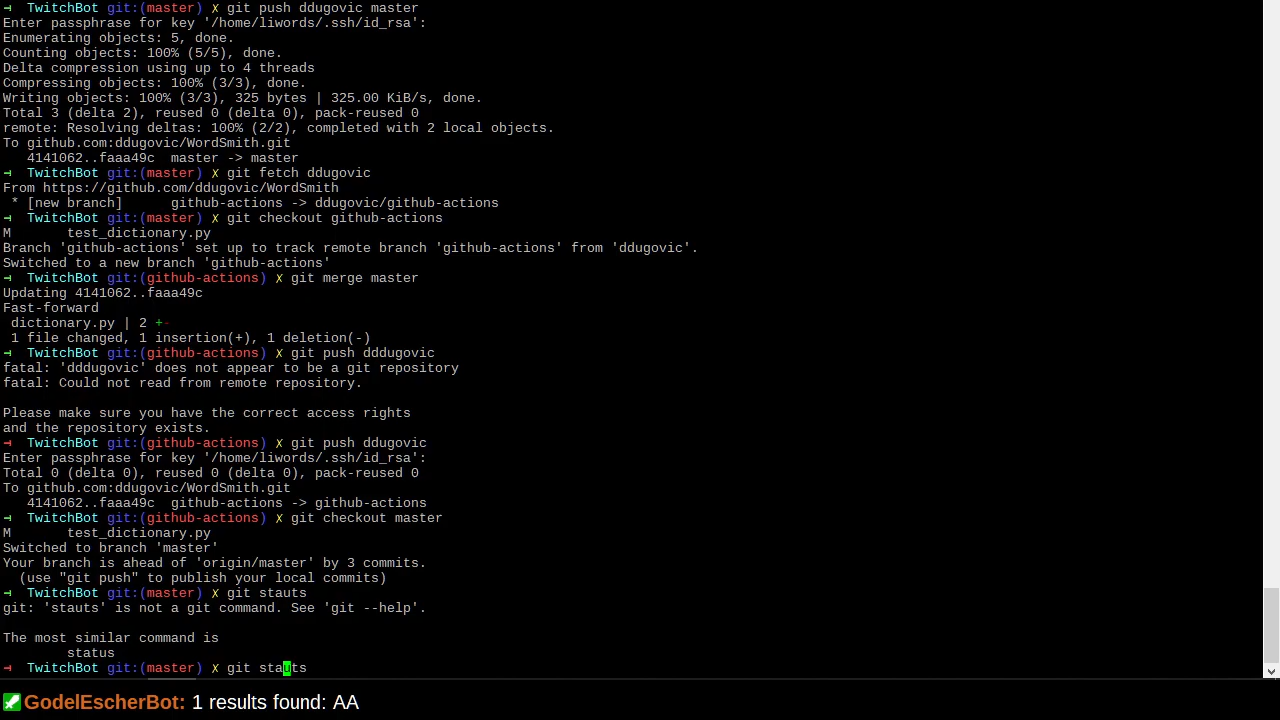 → TwitchBot git:(master) ✗ git push ddugovic master
Enter passphrase for key '/home/liwords/.ssh/id_rsa':
Enumerating objects: 5, done.
Counting objects: 100% (5/5), done.
Delta compression using up to 4 threads
Compressing objects: 100% (3/3), done.
Writing objects: 100% (3/3), 325 bytes | 325.00 KiB/s, done.
Total 3 (delta 2), reused 0 (delta 0), pack-reused 0
remote: Resolving deltas: 100% (2/2), completed with 2 local objects.
To github.com:ddugovic/WordSmith.git
   4141062..faaa49c  master -> master
→ TwitchBot git:(master) ✗ git fetch ddugovic
From https://github.com/ddugovic/WordSmith
 * [new branch]      github-actions -> ddugovic/github-actions
→ TwitchBot git:(master) ✗ git checkout github-actions
M       test_dictionary.py
Branch 'github-actions' set up to track remote branch 'github-actions' from 'ddugovic'.
Switched to a new branch 'github-actions'
→ TwitchBot git:(github-actions) ✗ git merge master
Updating 4141062..faaa49c
Fast-forward
 dictionary.py | 2 +-
 1 file changed, 1 insertion(+), 1 deletion(-)
→ TwitchBot git:(github-actions) ✗ git push dddugovic
fatal: 'dddugovic' does not appear to be a git repository
fatal: Could not read from remote repository.
Please make sure you have the correct access rights
and the repository exists.
→ TwitchBot git:(github-actions) ✗ git push ddugovic
Enter passphrase for key '/home/liwords/.ssh/id_rsa':
Total 0 (delta 0), reused 0 (delta 0), pack-reused 0
To github.com:ddugovic/WordSmith.git
   4141062..faaa49c  github-actions -> github-actions
→ TwitchBot git:(github-actions) ✗ git checkout master
M       test_dictionary.py
Switched to branch 'master'
Your branch is ahead of 'origin/master' by 3 commits.
  (use "git push" to publish your local commits)
→ TwitchBot git:(master) ✗ git stauts
git: 'stauts' is not a git command. See 'git --help'.
The most similar command is
        status
→ TwitchBot git:(master) ✗ git stauts
GodelEscherBot: 1 results found: AA